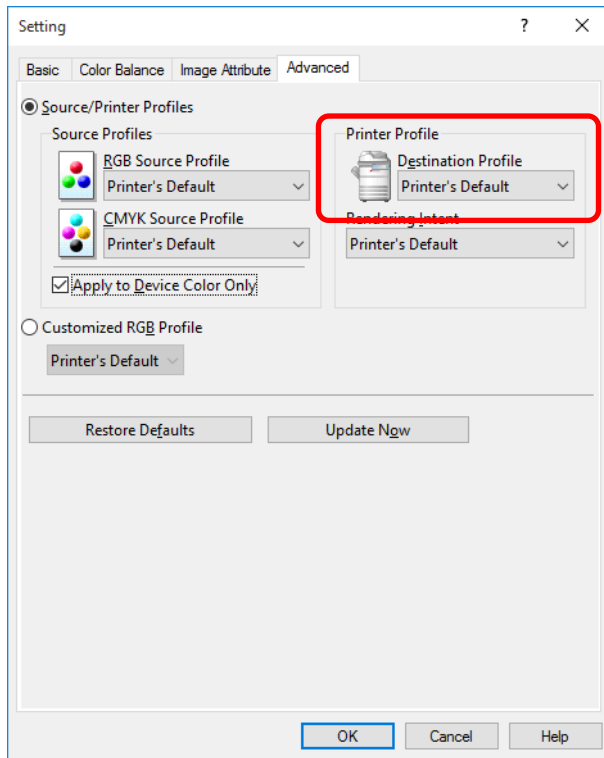 Setting
?
Basic Color Balance Image Attribute Advanced
Source/Printer Profiles
Source Profiles
RGB Source Profile
Printer's Default
CMYK Source Profile
Printer's Default
Apply to Device Color Only
Printer Profile
Destination Profile
Printer's Default
Rendering Intent
Printer's Default
Customized RGB Profile
Printer's Default
Restore Defaults Update Now
OK Cancel Help